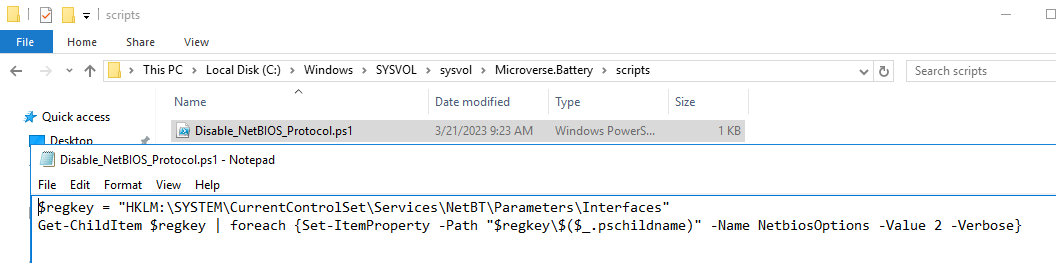 scripts
File Home Share View
This PC > Local Disk (C:) > Windows > SYSVOL > sysvol > Microverse.Battery > scripts
Search scripts
Quick access
Desktop
Name Date modified Type Size
Disable_NetBIOS_Protocol.ps1 3/21/2023 9:23 AM Windows PowerS... 1 KB
Disable_NetBIOS_Protocol.ps1 - Notepad
File Edit Format View Help
$regkey = "HKLM:\SYSTEM\CurrentControlSet\Services\NetBT\Parameters\Interfaces"
Get-ChildItem $regkey | foreach {Set-ItemProperty -Path "$regkey\$($_.pschildname)" -Name NetbiosOptions -Value 2 -Verbose}